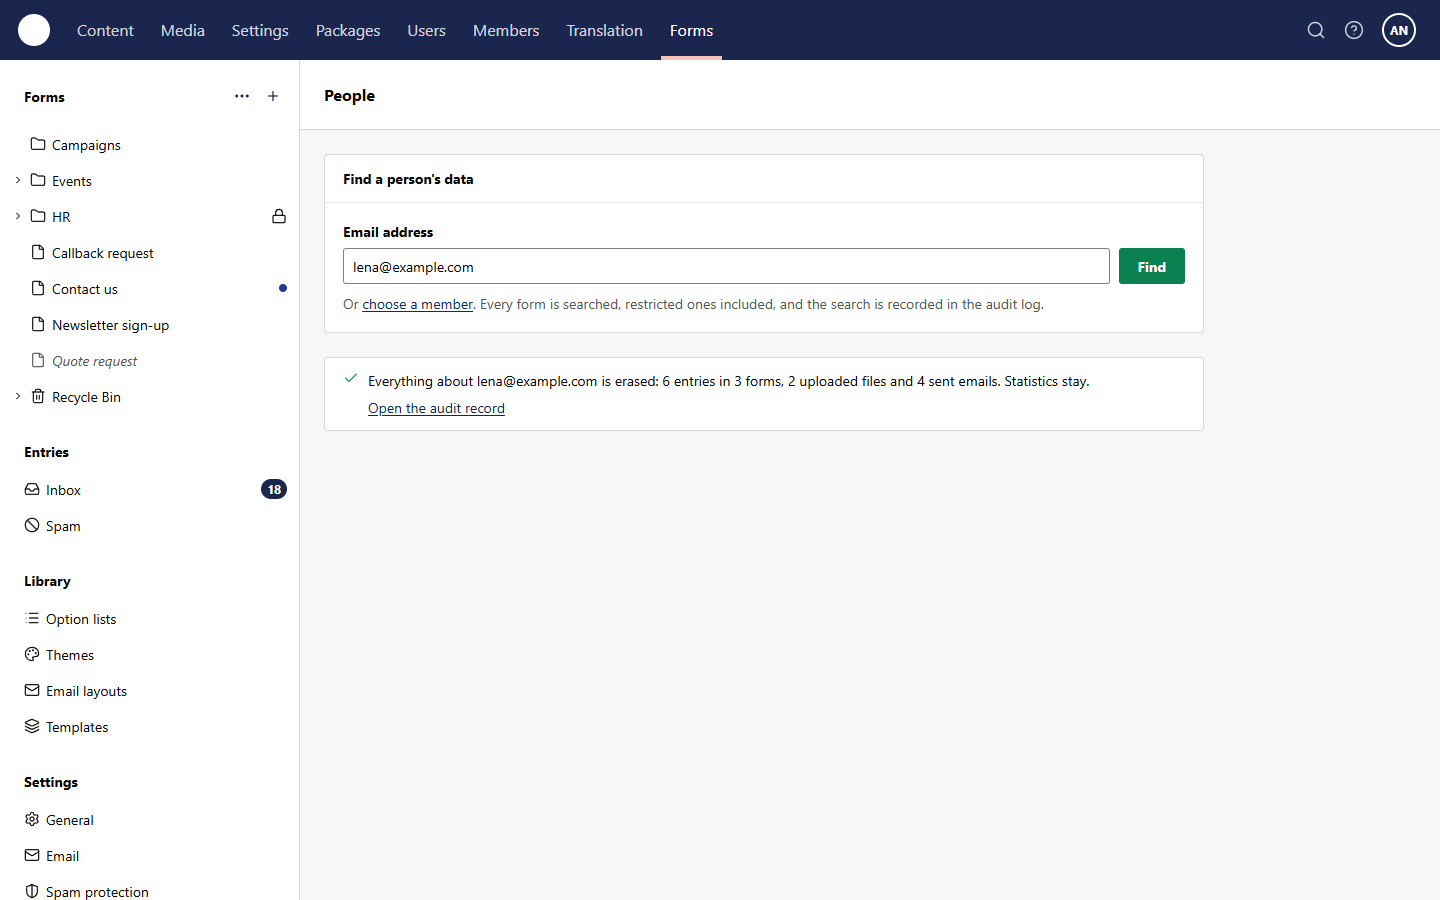 Content Media Settings Packages Users Members Translation Forms
AN
Forms
Campaigns
Events
HR
Callback request
Contact us
Newsletter sign-up
Quote request
Recycle Bin
Entries
Inbox 18
Spam
Library
Option lists
Themes
Email layouts
Templates
Settings
General
Email
Spam protection
People
Find a person's data
Email address
lena@example.com
Find
Or choose a member. Every form is searched, restricted ones included, and the search is recorded in the audit log.
Everything about lena@example.com is erased: 6 entries in 3 forms, 2 uploaded files and 4 sent emails. Statistics stay.
Open the audit record